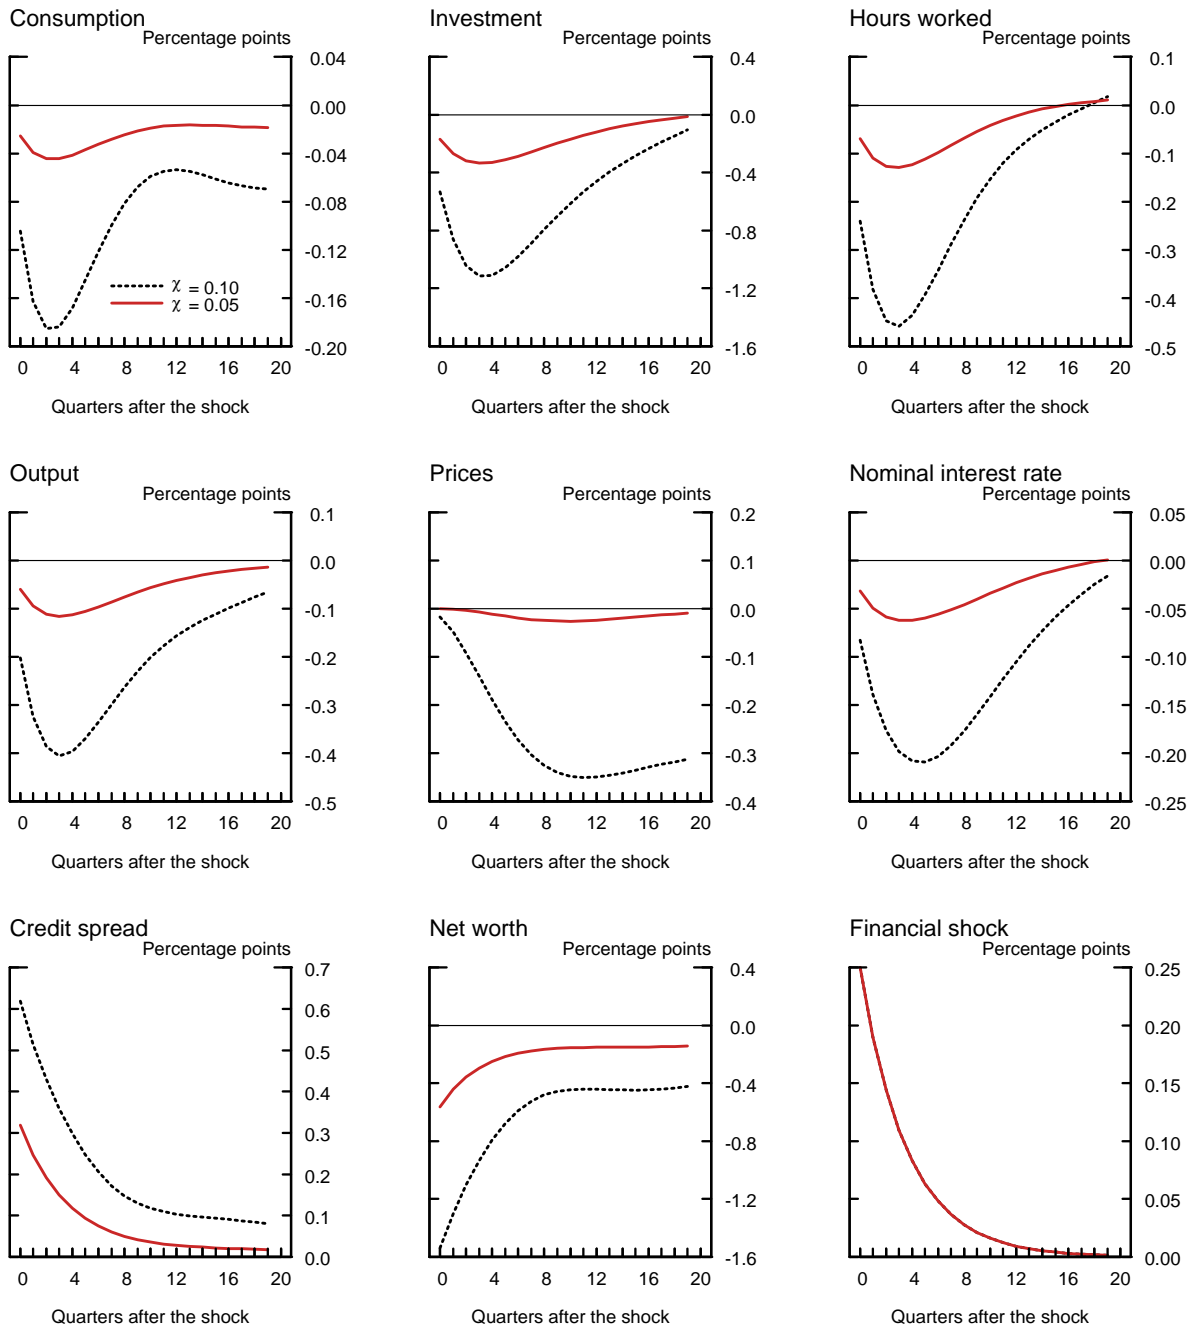 Consumption
Percentage points
0.04
0.00
-0.04
-0.08
-0.12
-0.16
-0.20
χ = 0.10
χ = 0.05
0 4 8 12 16 20
Quarters after the shock
Investment
Percentage points
0.4
0.0
-0.4
-0.8
-1.2
-1.6
0 4 8 12 16 20
Quarters after the shock
Hours worked
Percentage points
0.1
0.0
-0.1
-0.2
-0.3
-0.4
-0.5
0 4 8 12 16 20
Quarters after the shock
Output
Percentage points
0.1
0.0
-0.1
-0.2
-0.3
-0.4
-0.5
0 4 8 12 16 20
Quarters after the shock
Prices
Percentage points
0.2
0.1
0.0
-0.1
-0.2
-0.3
-0.4
0 4 8 12 16 20
Quarters after the shock
Nominal interest rate
Percentage points
0.05
0.00
-0.05
-0.10
-0.15
-0.20
-0.25
0 4 8 12 16 20
Quarters after the shock
Credit spread
Percentage points
0.7
0.6
0.5
0.4
0.3
0.2
0.1
0.0
0 4 8 12 16 20
Quarters after the shock
Net worth
Percentage points
0.4
0.0
-0.4
-0.8
-1.2
-1.6
0 4 8 12 16 20
Quarters after the shock
Financial shock
Percentage points
0.25
0.20
0.15
0.10
0.05
0.00
0 4 8 12 16 20
Quarters after the shock